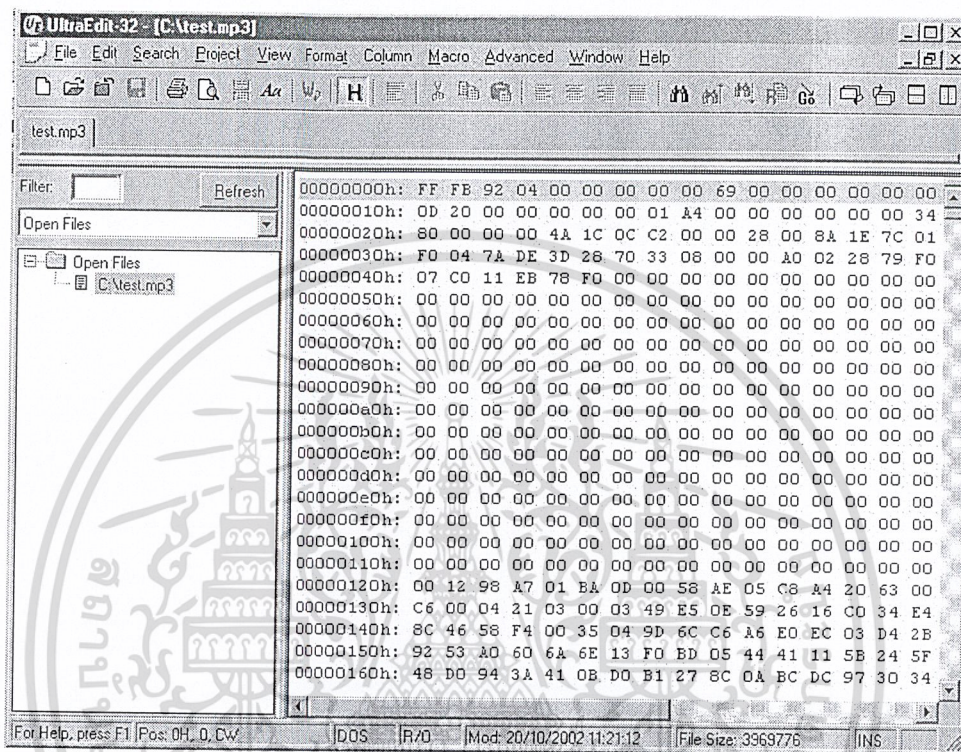 UltraEdit-32 - [C:\test.mp3]
File Edit Search Project View Format Column Macro Advanced Window Help
test.mp3
Filter: Refresh
Open Files
Open Files
C:\test.mp3
00000000h: FF FB 92 04 00 00 00 00 00 69 00 00 00 00 00 00
00000010h: 0D 20 00 00 00 00 00 01 A4 00 00 00 00 00 00 34
00000020h: 80 00 00 00 4A 1C 0C C2 00 00 28 00 8A 1E 7C 01
00000030h: F0 04 7A DE 3D 28 70 33 08 00 00 A0 02 28 79 F0
00000040h: 07 C0 11 EB 78 F0 00 00 00 00 00 00 00 00 00 00
00000050h: 00 00 00 00 00 00 00 00 00 00 00 00 00 00 00 00
00000060h: 00 00 00 00 00 00 00 00 00 00 00 00 00 00 00 00
00000070h: 00 00 00 00 00 00 00 00 00 00 00 00 00 00 00 00
00000080h: 00 00 00 00 00 00 00 00 00 00 00 00 00 00 00 00
00000090h: 00 00 00 00 00 00 00 00 00 00 00 00 00 00 00 00
000000a0h: 00 00 00 00 00 00 00 00 00 00 00 00 00 00 00 00
000000b0h: 00 00 00 00 00 00 00 00 00 00 00 00 00 00 00 00
000000c0h: 00 00 00 00 00 00 00 00 00 00 00 00 00 00 00 00
000000d0h: 00 00 00 00 00 00 00 00 00 00 00 00 00 00 00 00
000000e0h: 00 00 00 00 00 00 00 00 00 00 00 00 00 00 00 00
000000f0h: 00 00 00 00 00 00 00 00 00 00 00 00 00 00 00 00
00000100h: 00 00 00 00 00 00 00 00 00 00 00 00 00 00 00 00
00000110h: 00 00 00 00 00 00 00 00 00 00 00 00 00 00 00 00
00000120h: 00 12 98 A7 01 BA 0D 00 58 AE 05 C8 A4 20 63 00
00000130h: C6 00 04 21 03 00 03 49 E5 0E 59 26 16 C0 34 E4
00000140h: 8C 46 58 F4 00 35 04 9D 6C C6 A6 E0 EC 03 D4 2B
00000150h: 92 53 A0 60 6A 6E 13 F0 BD 05 44 41 11 5B 24 5F
00000160h: 48 D0 94 3A 41 0B D0 B1 27 8C 0A BC DC 97 30 34
For Help, press F1 Pos: 0H, 0, CW DOS R/O Mod: 20/10/2002 11:21:12 File Size: 3969776 INS